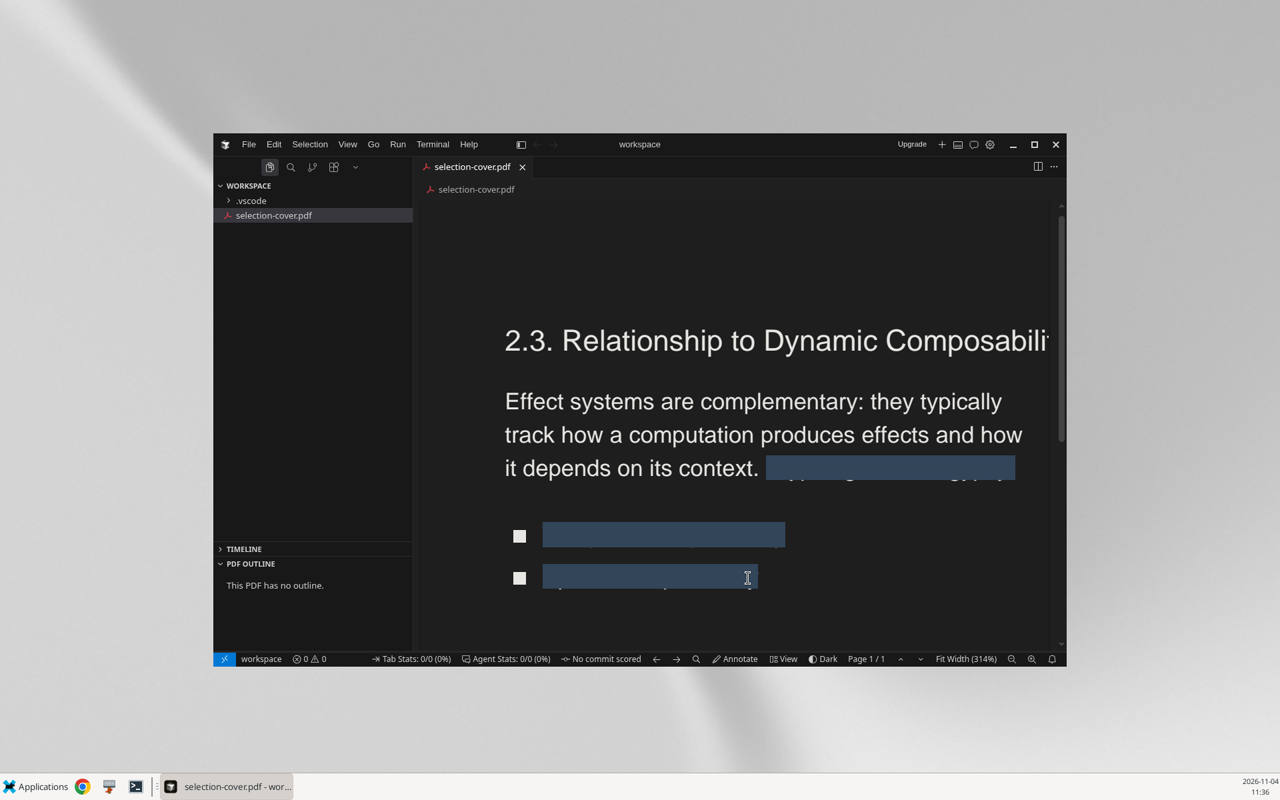 File Edit Selection View Go Run Terminal Help
workspace
Upgrade
selection-cover.pdf
selection-cover.pdf
WORKSPACE
.vscode
selection-cover.pdf
2.3. Relationship to Dynamic Composabili
Effect systems are complementary: they typically
track how a computation produces effects and how
it depends on its context.
TIMELINE
PDF OUTLINE
This PDF has no outline.
workspace 0 0 Tab Stats: 0/0 (0%) Agent Stats: 0/0 (0%) No commit scored Annotate View Dark Page 1 / 1 Fit Width (314%)
Applications selection-cover.pdf - wor...
2026-11-04
11:36